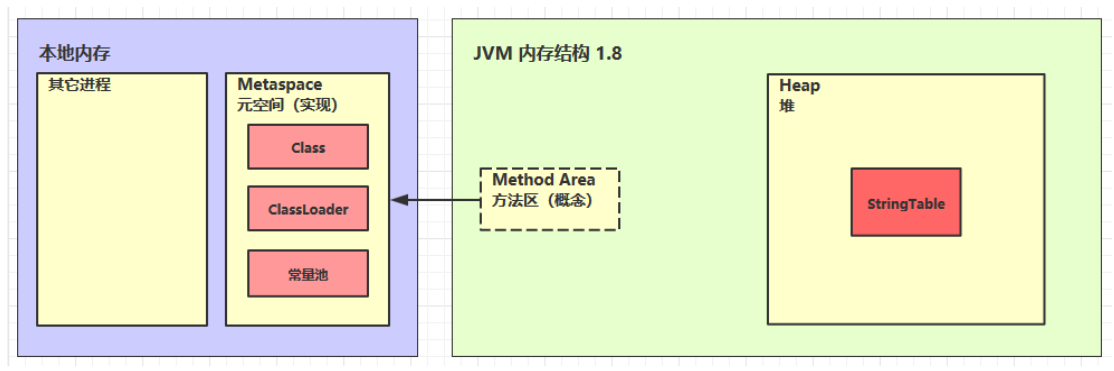 本地内存
其它进程
Metaspace
元空间（实现）
Class
ClassLoader
常量池
JVM 内存结构 1.8
Method Area
方法区（概念）
Heap
堆
StringTable